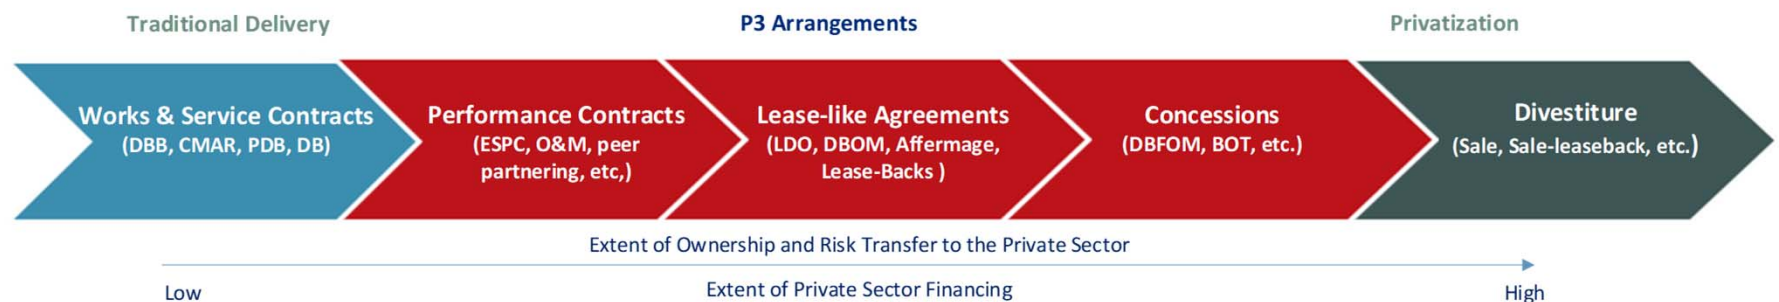 Traditional Delivery
P3 Arrangements
Privatization
Works & Service Contracts
(DBB, CMAR, PDB, DB)
Performance Contracts
(ESPC, O&M, peer
partnering, etc,)
Lease-like Agreements
(LDO, DBOM, Affermage,
Lease-Backs )
Concessions
(DBFOM, BOT, etc.)
Divestiture
(Sale, Sale-leaseback, etc.)
Extent of Ownership and Risk Transfer to the Private Sector
Low
Extent of Private Sector Financing
High